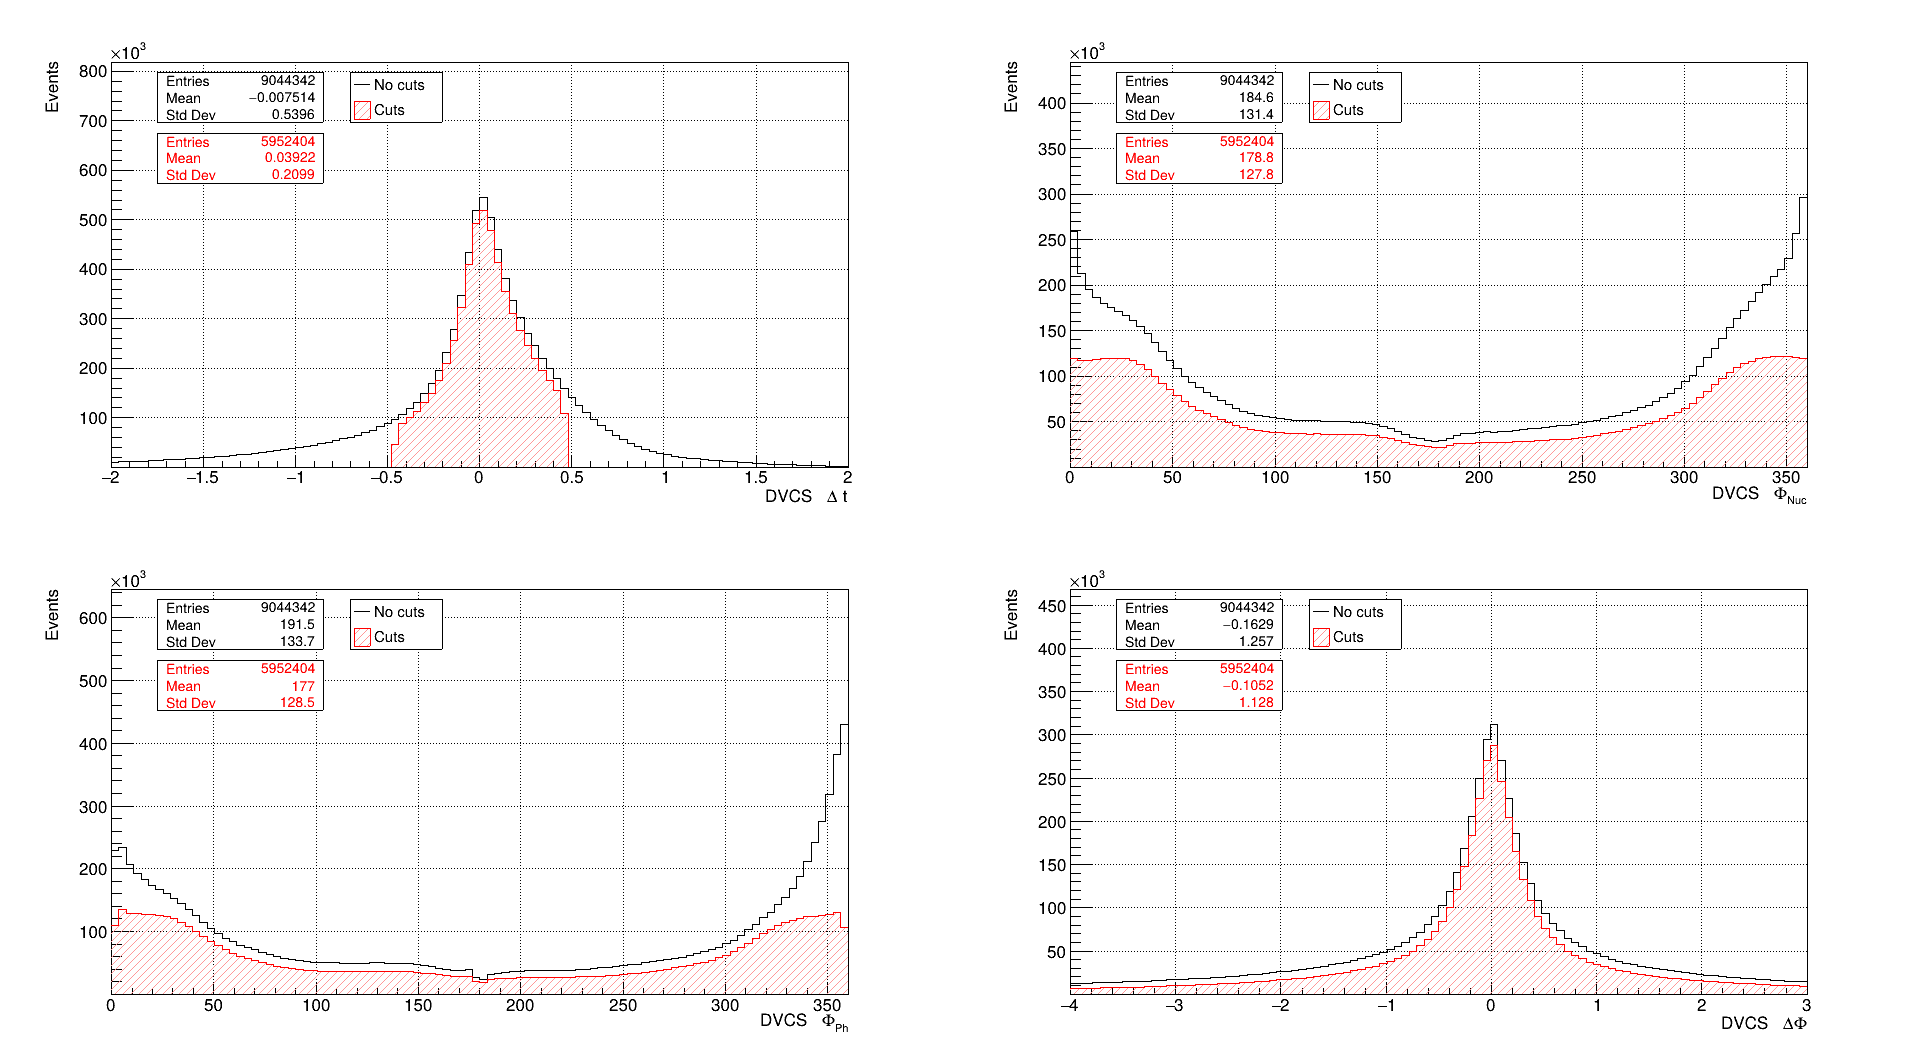 ×10³
Events
800
700
600
500
400
300
200
100
Entries 9044342
Mean −0.007514
Std Dev 0.5396
Entries 5952404
Mean 0.03922
Std Dev 0.2099
No cuts
Cuts
−2 −1.5 −1 −0.5 0 0.5 1 1.5 2
DVCS Δ t
×10³
Events
400
350
300
250
200
150
100
50
Entries 9044342
Mean 184.6
Std Dev 131.4
Entries 5952404
Mean 178.8
Std Dev 127.8
No cuts
Cuts
0 50 100 150 200 250 300 350
DVCS Φ_Nuc
×10³
Events
600
500
400
300
200
100
Entries 9044342
Mean 191.5
Std Dev 133.7
Entries 5952404
Mean 177
Std Dev 128.5
No cuts
Cuts
0 50 100 150 200 250 300 350
DVCS Φ_Ph
×10³
Events
450
400
350
300
250
200
150
100
50
Entries 9044342
Mean −0.1629
Std Dev 1.257
Entries 5952404
Mean −0.1052
Std Dev 1.128
No cuts
Cuts
−4 −3 −2 −1 0 1 2 3
DVCS ΔΦ